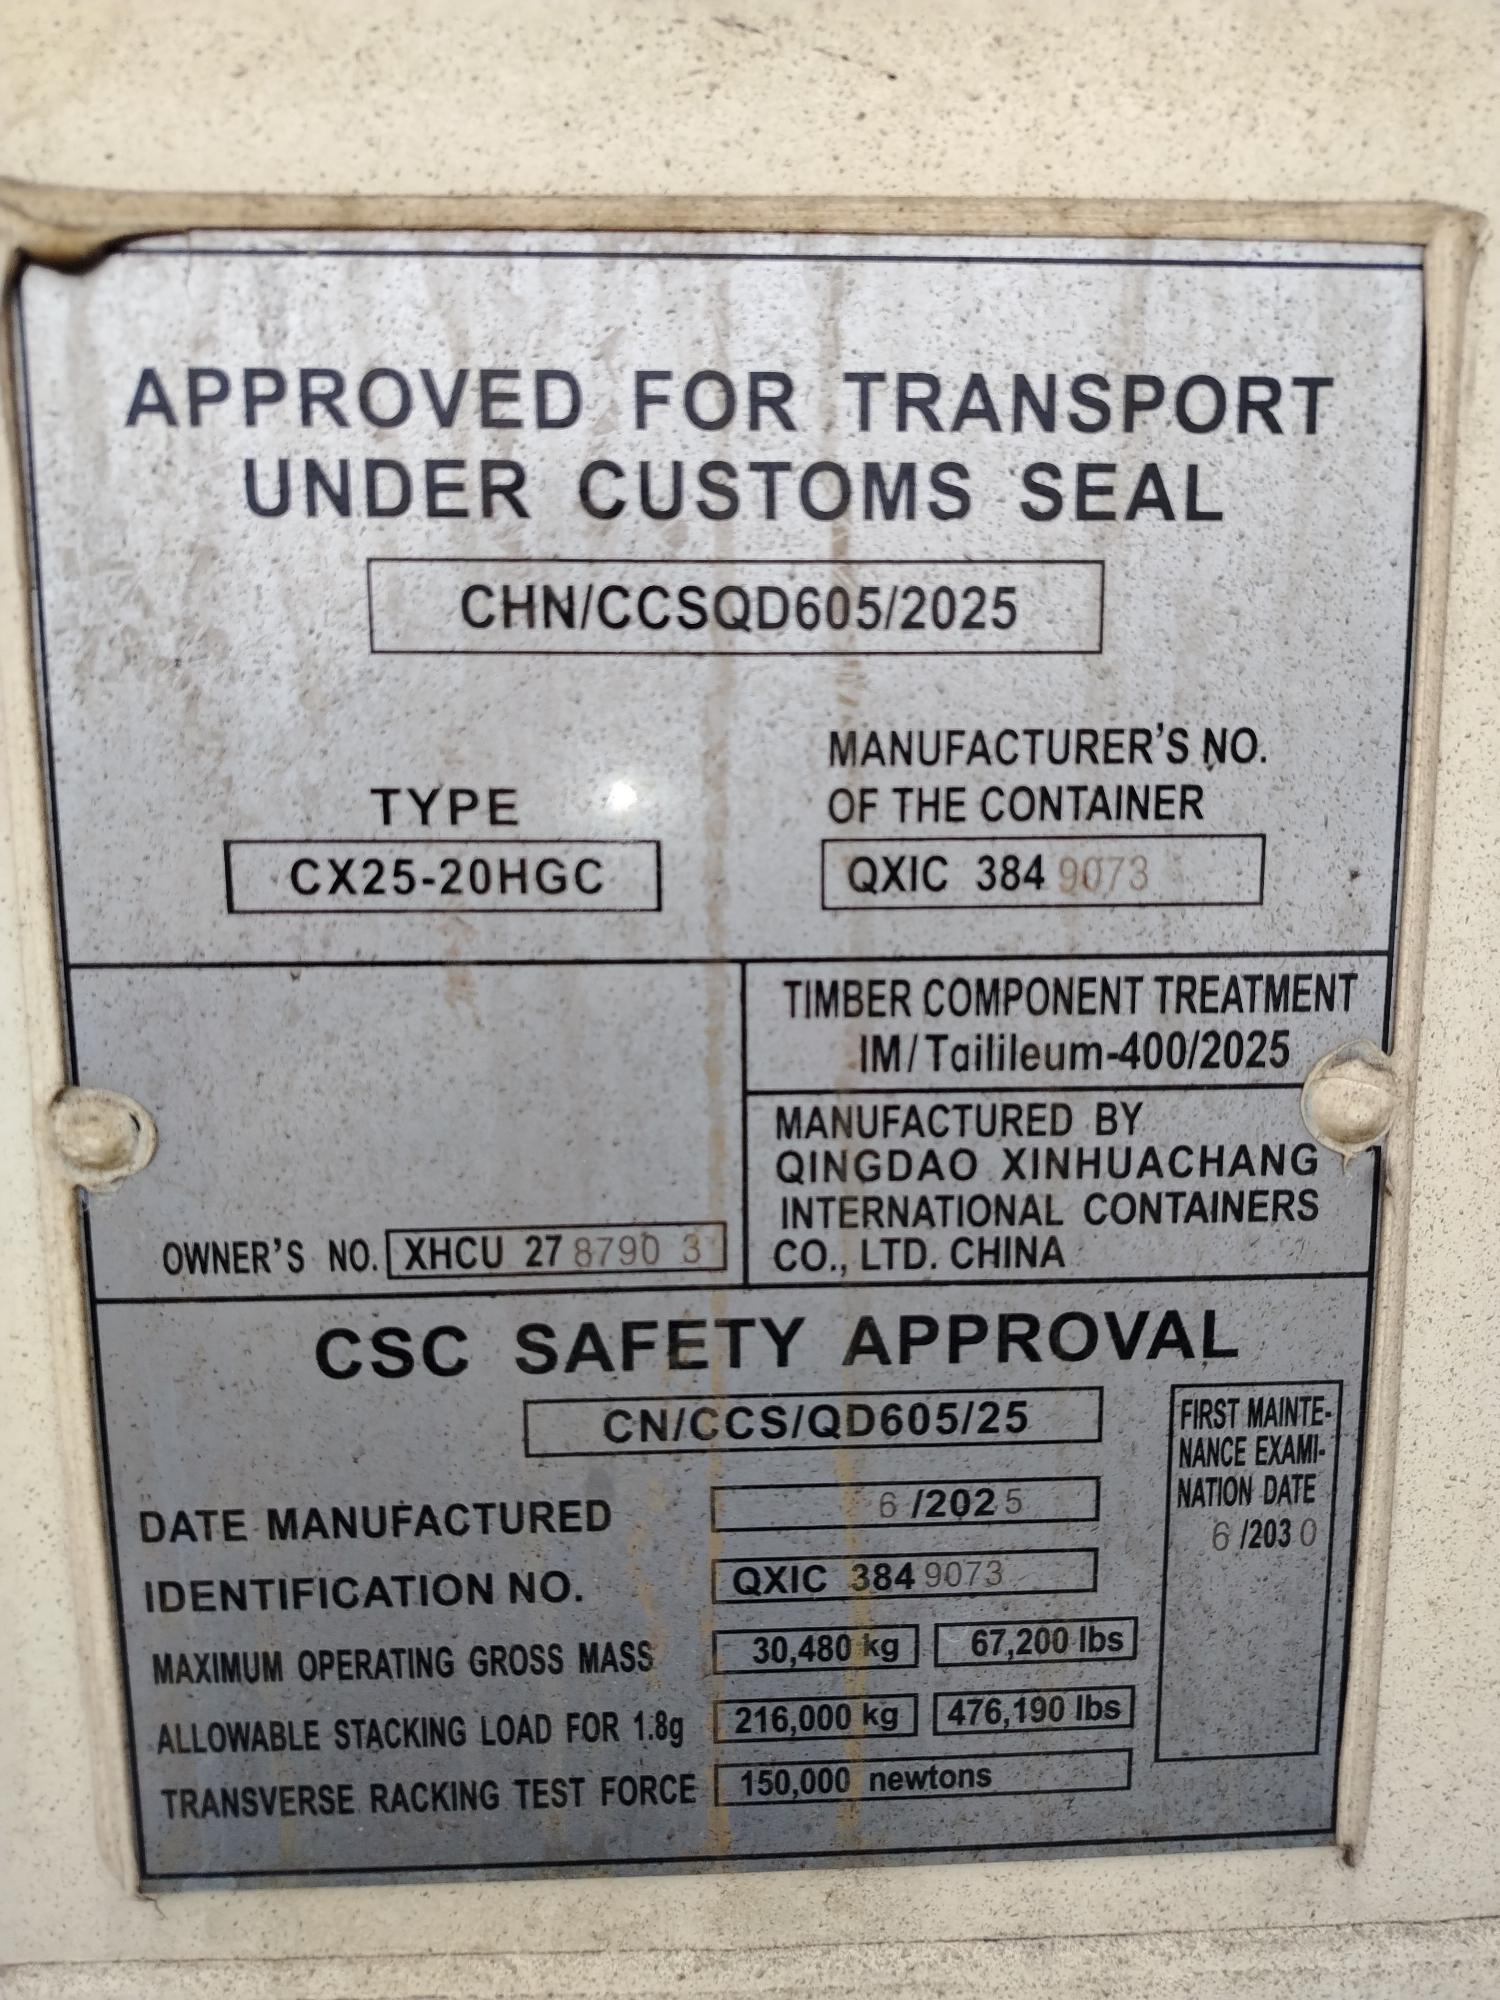 APPROVED FOR TRANSPORT
UNDER CUSTOMS SEAL
CHN/CCSQD605/2025
TYPE
CX25-20HGC
MANUFACTURER'S NO.
OF THE CONTAINER
QXIC 384 9073
TIMBER COMPONENT TREATMENT
IM/Tailileum-400/2025
MANUFACTURED BY
QINGDAO XINHUACHANG
INTERNATIONAL CONTAINERS
CO., LTD. CHINA
OWNER'S NO. XHCU 27 8790 3
CSC SAFETY APPROVAL
CN/CCS/QD605/25
FIRST MAINTE-
NANCE EXAMI-
NATION DATE
6 /2030
DATE MANUFACTURED 6 /2025
IDENTIFICATION NO. QXIC 384 9073
MAXIMUM OPERATING GROSS MASS 30,480 kg 67,200 lbs
ALLOWABLE STACKING LOAD FOR 1.8g 216,000 kg 476,190 lbs
TRANSVERSE RACKING TEST FORCE 150,000 newtons